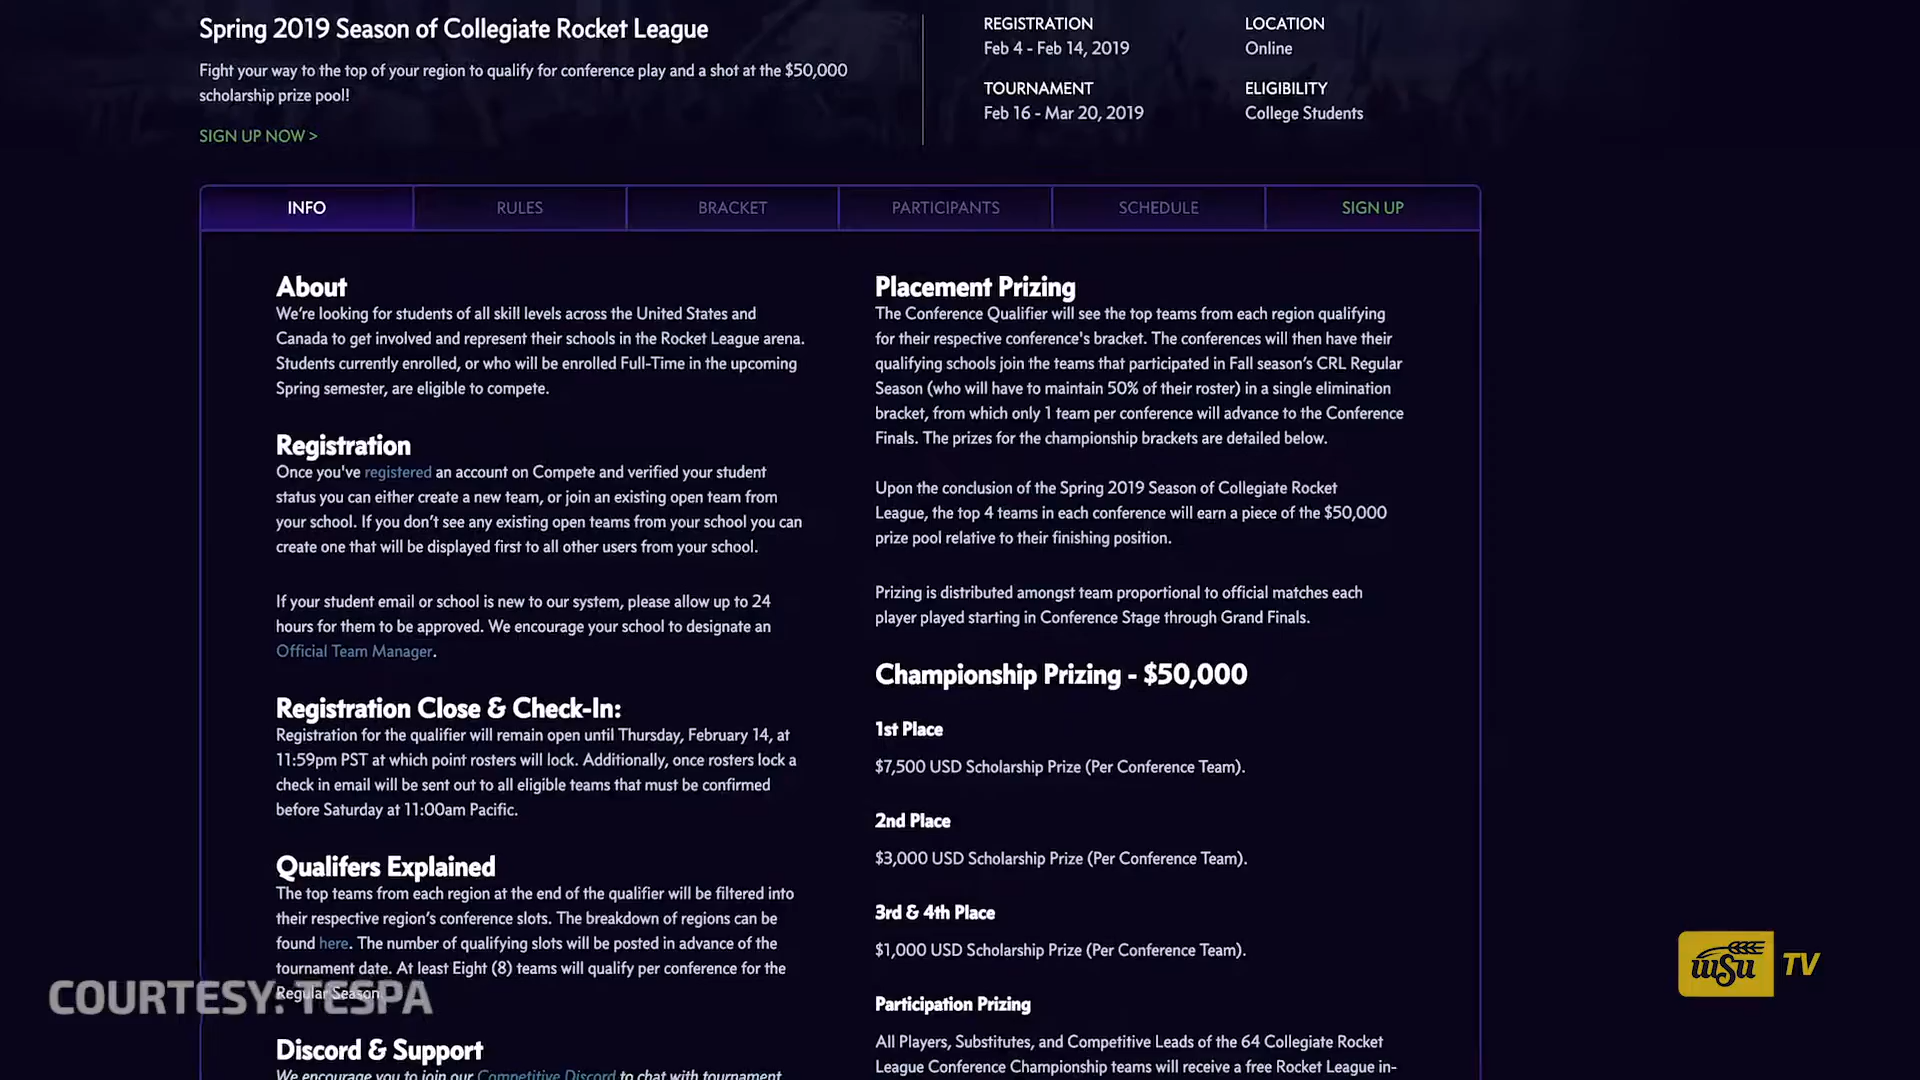 Spring 2019 Season of Collegiate Rocket League
Fight your way to the top of your region to qualify for conference play and a shot at the $50,000
scholarship prize pool!
SIGN UP NOW >
REGISTRATION
Feb 4 - Feb 14, 2019
TOURNAMENT
Feb 16 - Mar 20, 2019
LOCATION
Online
ELIGIBILITY
College Students
INFO
RULES
BRACKET
PARTICIPANTS
SCHEDULE
SIGN UP
About
We're looking for students of all skill levels across the United States and
Canada to get involved and represent their schools in the Rocket League arena.
Students currently enrolled, or who will be enrolled Full-Time in the upcoming
Spring semester, are eligible to compete.
Registration
Once you've registered an account on Compete and verified your student
status you can either create a new team, or join an existing open team from
your school. If you don't see any existing open teams from your school you can
create one that will be displayed first to all other users from your school.
If your student email or school is new to our system, please allow up to 24
hours for them to be approved. We encourage your school to designate an
Official Team Manager.
Registration Close & Check-In:
Registration for the qualifier will remain open until Thursday, February 14, at
11:59pm PST at which point rosters will lock. Additionally, once rosters lock a
check in email will be sent out to all eligible teams that must be confirmed
before Saturday at 11:00am Pacific.
Qualifers Explained
The top teams from each region at the end of the qualifier will be filtered into
their respective region's conference slots. The breakdown of regions can be
found here. The number of qualifying slots will be posted in advance of the
tournament date. At least Eight (8) teams will qualify per conference for the
Regular Season.
Discord & Support
We encourage you to join our Competitive Discord to chat with tournament
Placement Prizing
The Conference Qualifier will see the top teams from each region qualifying
for their respective conference's bracket. The conferences will then have their
qualifying schools join the teams that participated in Fall season's CRL Regular
Season (who will have to maintain 50% of their roster) in a single elimination
bracket, from which only 1 team per conference will advance to the Conference
Finals. The prizes for the championship brackets are detailed below.
Upon the conclusion of the Spring 2019 Season of Collegiate Rocket
League, the top 4 teams in each conference will earn a piece of the $50,000
prize pool relative to their finishing position.
Prizing is distributed amongst team proportional to official matches each
player played starting in Conference Stage through Grand Finals.
Championship Prizing - $50,000
1st Place
$7,500 USD Scholarship Prize (Per Conference Team).
2nd Place
$3,000 USD Scholarship Prize (Per Conference Team).
3rd & 4th Place
$1,000 USD Scholarship Prize (Per Conference Team).
Participation Prizing
All Players, Substitutes, and Competitive Leads of the 64 Collegiate Rocket
League Conference Championship teams will receive a free Rocket League in-
COURTESY: TESPA
WSU TV